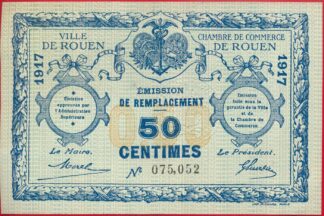 VILLE
DE ROUEN
CHAMBRE DE COMMERCE
DE ROUEN
1917
1917
ÉMISSION
DE REMPLACEMENT
Émission
approuvée par
l'Administration
Supérieure
Émission
faite sous la
garantie de la Ville
et de la
Chambre de
Commerce
50
CENTIMES
Le Maire,
Le Président,
Nº 075,052